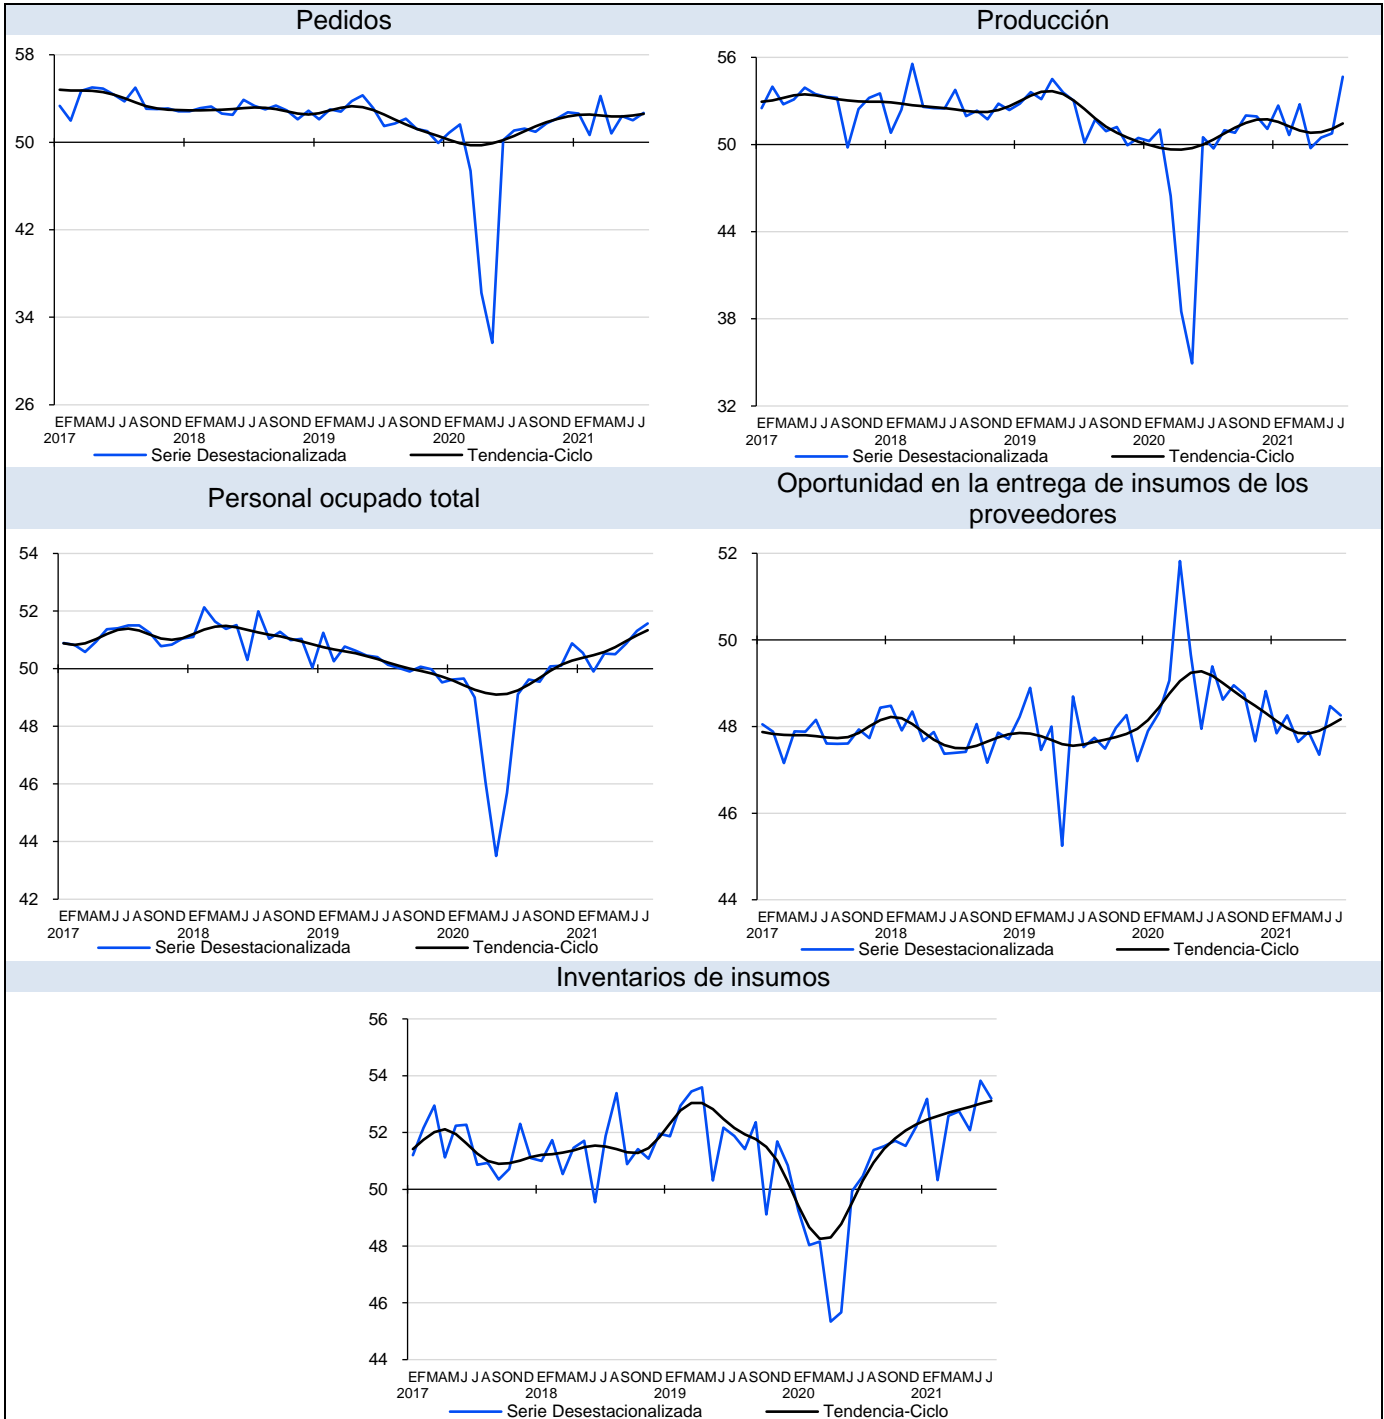 Pedidos
58
50
42
34
26
EFMAMJ J ASOND EFMAMJ J ASOND EFMAMJ J ASOND EFMAMJ J ASOND EFMAMJ J
2017 2018 2019 2020 2021
Serie Desestacionalizada Tendencia-Ciclo
Producción
56
50
44
38
32
EFMAMJ J ASOND EFMAMJ J ASOND EFMAMJ J ASOND EFMAMJ J ASOND EFMAMJ J
2017 2018 2019 2020 2021
Serie Desestacionalizada Tendencia-Ciclo
Personal ocupado total
54
52
50
48
46
44
42
EFMAMJ J ASOND EFMAMJ J ASOND EFMAMJ J ASOND EFMAMJ J ASOND EFMAMJ J
2017 2018 2019 2020 2021
Serie Desestacionalizada Tendencia-Ciclo
Oportunidad en la entrega de insumos de los
proveedores
52
50
48
46
44
EFMAMJ J ASOND EFMAMJ J ASOND EFMAMJ J ASOND EFMAMJ J ASOND EFMAMJ J
2017 2018 2019 2020 2021
Serie Desestacionalizada Tendencia-Ciclo
Inventarios de insumos
56
54
52
50
48
46
44
EFMAMJ J ASOND EFMAMJ J ASOND EFMAMJ J ASOND EFMAMJ J ASOND EFMAMJ J
2017 2018 2019 2020 2021
Serie Desestacionalizada Tendencia-Ciclo